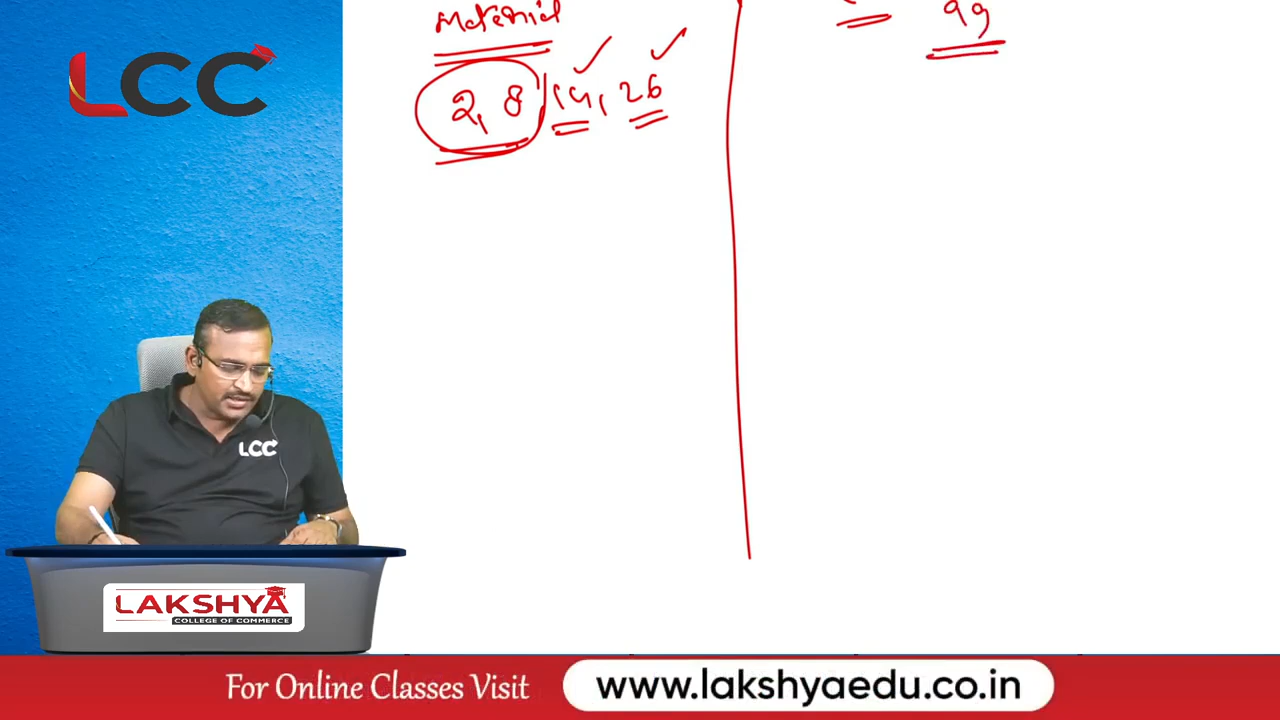 Material
99
2, 8 14, 26
LCC
LCC
LAKSHYA
COLLEGE OF COMMERCE
For Online Classes Visit www.lakshyaedu.co.in